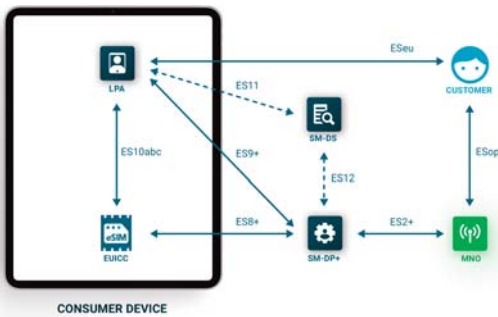 ESeu
LPA
CUSTOMER
ES11
SM-DS
ES10abc
ES9+
ESop
ES12
eSIM
ES8+
ES2+
EUICC
SM-DP+
MNO
CONSUMER DEVICE